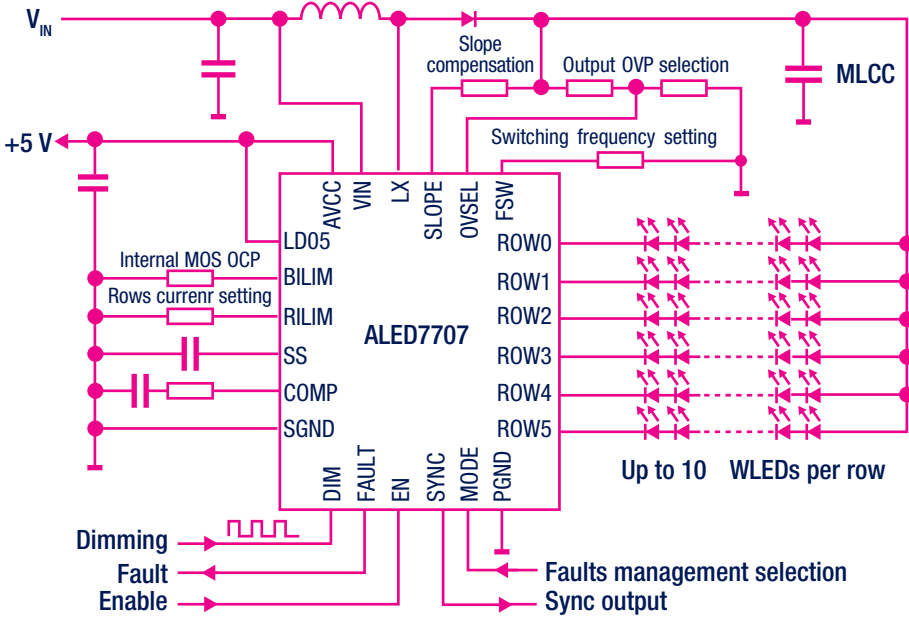 VIN
Slope
compensation
Output OVP selection
MLCC
+5 V
Switching frequency setting
AVCC
VIN
LX
SLOPE
OVSEL
FSW
LD05
ROW0
Internal MOS OCP
BILIM
ROW1
Rows currenr setting
RILIM
ROW2
ALED7707
SS
ROW3
COMP
ROW4
SGND
ROW5
DIM
FAULT
EN
SYNC
MODE
PGND
Up to 10 WLEDs per row
Dimming
Fault
Faults management selection
Enable
Sync output